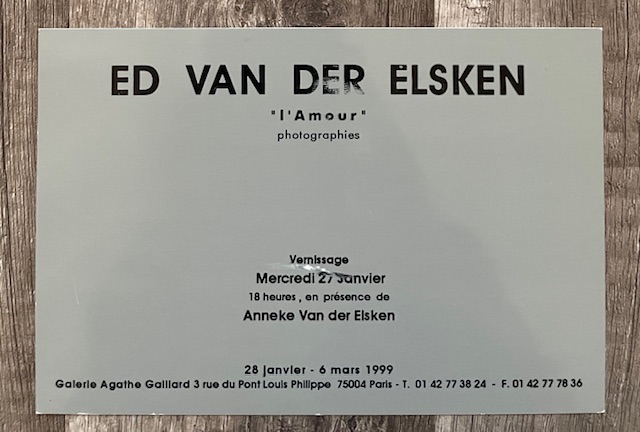 ED VAN DER ELSKEN
"l'Amour"
photographies
Vernissage
Mercredi 27 Janvier
18 heures, en présence de
Anneke Van der Elsken
28 janvier - 6 mars 1999
Galerie Agathe Gaillard 3 rue du Pont Louis Philippe 75004 Paris - T. 01 42 77 38 24 - F. 01 42 77 78 36